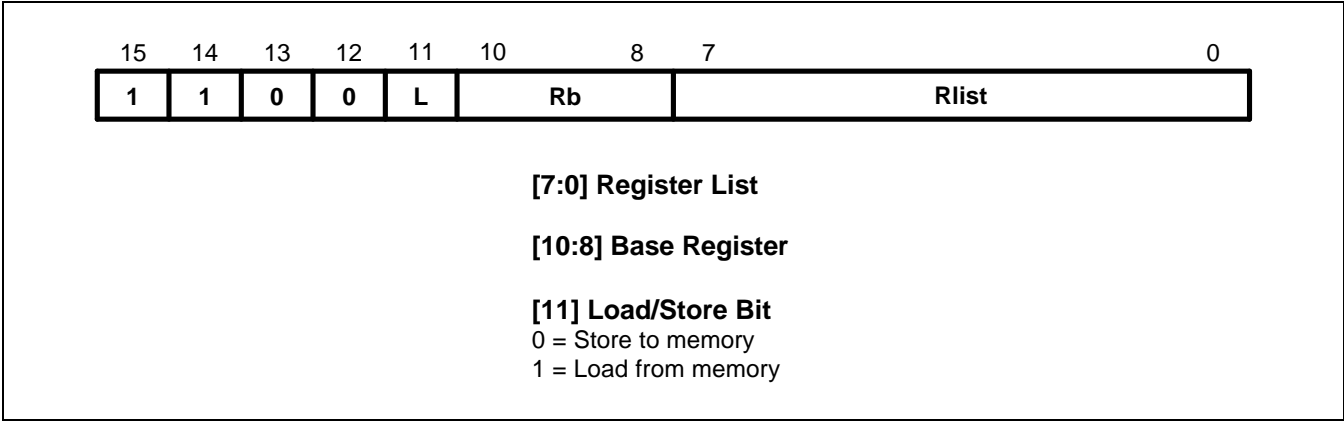 15 14 13 12 11 10 8 7 0
1 1 0 0 L Rb Rlist
[7:0] Register List
[10:8] Base Register
[11] Load/Store Bit
0 = Store to memory
1 = Load from memory